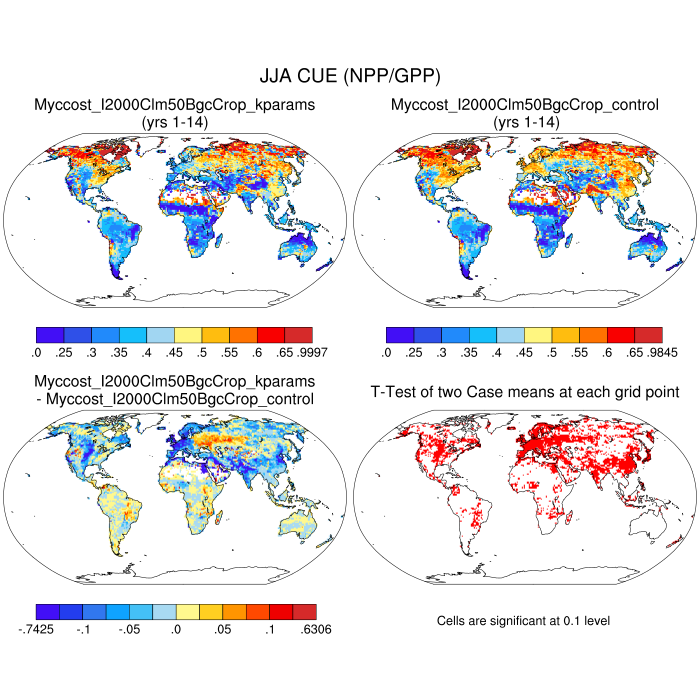 JJA CUE (NPP/GPP)
Myccost_I2000Clm50BgcCrop_kparams
(yrs 1-14)
Myccost_I2000Clm50BgcCrop_control
(yrs 1-14)
.0 .25 .3 .35 .4 .45 .5 .55 .6 .65 .9997
.0 .25 .3 .35 .4 .45 .5 .55 .6 .65 .9845
Myccost_I2000Clm50BgcCrop_kparams
- Myccost_I2000Clm50BgcCrop_control
T-Test of two Case means at each grid point
-.7425 -.1 -.05 .0 .05 .1 .6306
Cells are significant at 0.1 level